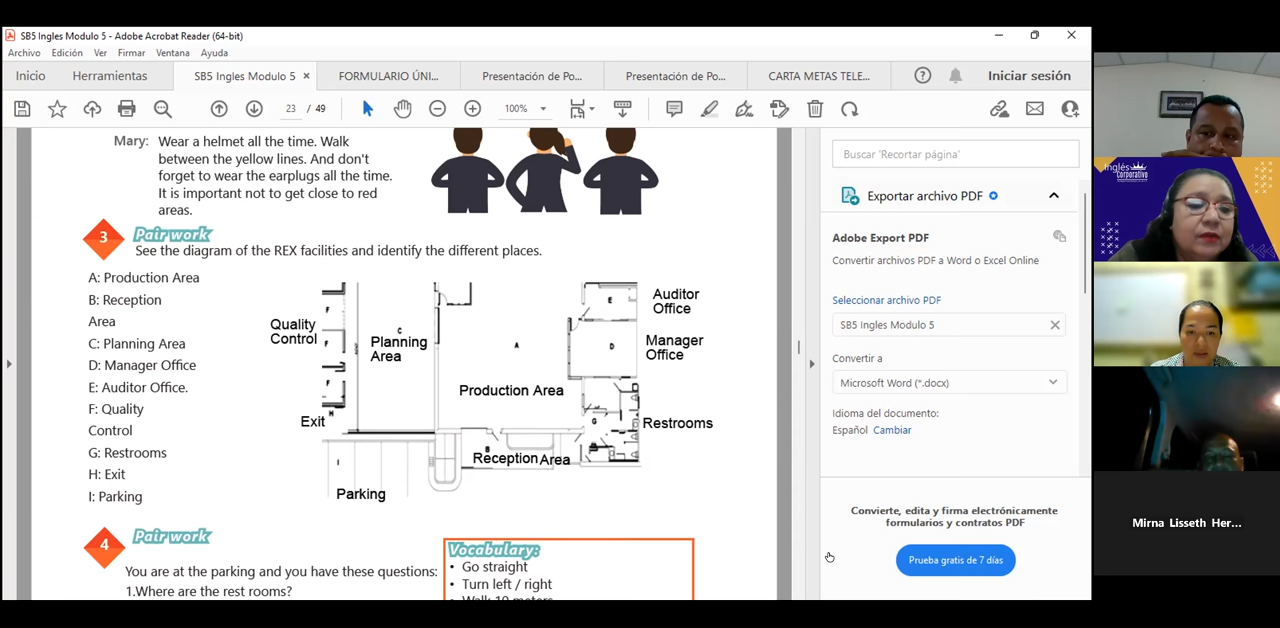 SB5 Ingles Modulo 5 - Adobe Acrobat Reader (64-bit)
Archivo Edición Ver Firmar Ventana Ayuda
Inicio Herramientas SB5 Ingles Modulo 5 × FORMULARIO ÚNI... Presentación de Po... Presentación de Po... CARTA METAS TELE... Iniciar sesión
23 / 49 100%
Mary: Wear a helmet all the time. Walk
between the yellow lines. And don't
forget to wear the earplugs all the time.
It is important not to get close to red
areas.
3 Pair work
See the diagram of the REX facilities and identify the different places.
A: Production Area
B: Reception
Area
C: Planning Area
D: Manager Office
E: Auditor Office.
F: Quality
Control
G: Restrooms
H: Exit
I: Parking
Quality
Control
Exit
C
Planning
Area
A
Production Area
E
Auditor
Office
D
Manager
Office
F
F
F
H
G
Restrooms
B
Reception Area
I
Parking
4 Pair work
You are at the parking and you have these questions:
1.Where are the rest rooms?
Vocabulary:
• Go straight
• Turn left / right
• Walk 10 meters
Buscar 'Recortar página'
Exportar archivo PDF
Adobe Export PDF
Convertir archivos PDF a Word o Excel Online
Seleccionar archivo PDF
SB5 Ingles Modulo 5
Convertir a
Microsoft Word (*.docx)
Idioma del documento:
Español Cambiar
Convierte, edita y firma electrónicamente
formularios y contratos PDF
Prueba gratis de 7 días
Inglés
Corporativo
Mirna Lisseth Her...